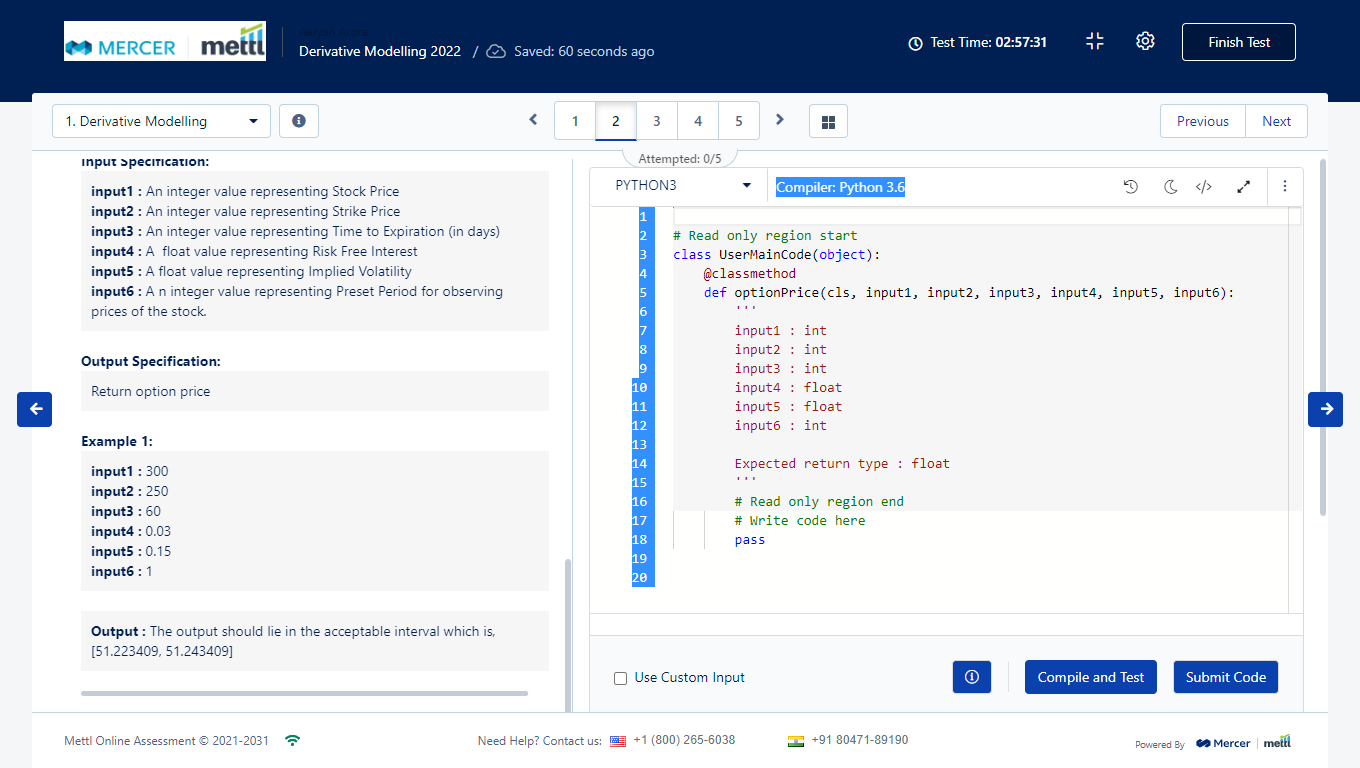 MERCER mettl
Derivative Modelling 2022 / Saved: 60 seconds ago
Test Time: 02:57:31
Finish Test
1. Derivative Modelling
1 2 3 4 5
Previous Next
Attempted: 0/5
Input Specification:
input1 : An integer value representing Stock Price
input2 : An integer value representing Strike Price
input3 : An integer value representing Time to Expiration (in days)
input4 : A float value representing Risk Free Interest
input5 : A float value representing Implied Volatility
input6 : A n integer value representing Preset Period for observing
prices of the stock.
Output Specification:
Return option price
Example 1:
input1 : 300
input2 : 250
input3 : 60
input4 : 0.03
input5 : 0.15
input6 : 1
Output : The output should lie in the acceptable interval which is,
[51.223409, 51.243409]
PYTHON3
Compiler: Python 3.6
1
2 # Read only region start
3 class UserMainCode(object):
4 @classmethod
5 def optionPrice(cls, input1, input2, input3, input4, input5, input6):
6 '''
7 input1 : int
8 input2 : int
9 input3 : int
10 input4 : float
11 input5 : float
12 input6 : int
13
14 Expected return type : float
15 '''
16 # Read only region end
17 # Write code here
18 pass
19
20
Use Custom Input
Compile and Test
Submit Code
Mettl Online Assessment © 2021-2031
Need Help? Contact us: +1 (800) 265-6038 +91 80471-89190
Powered By Mercer mettl